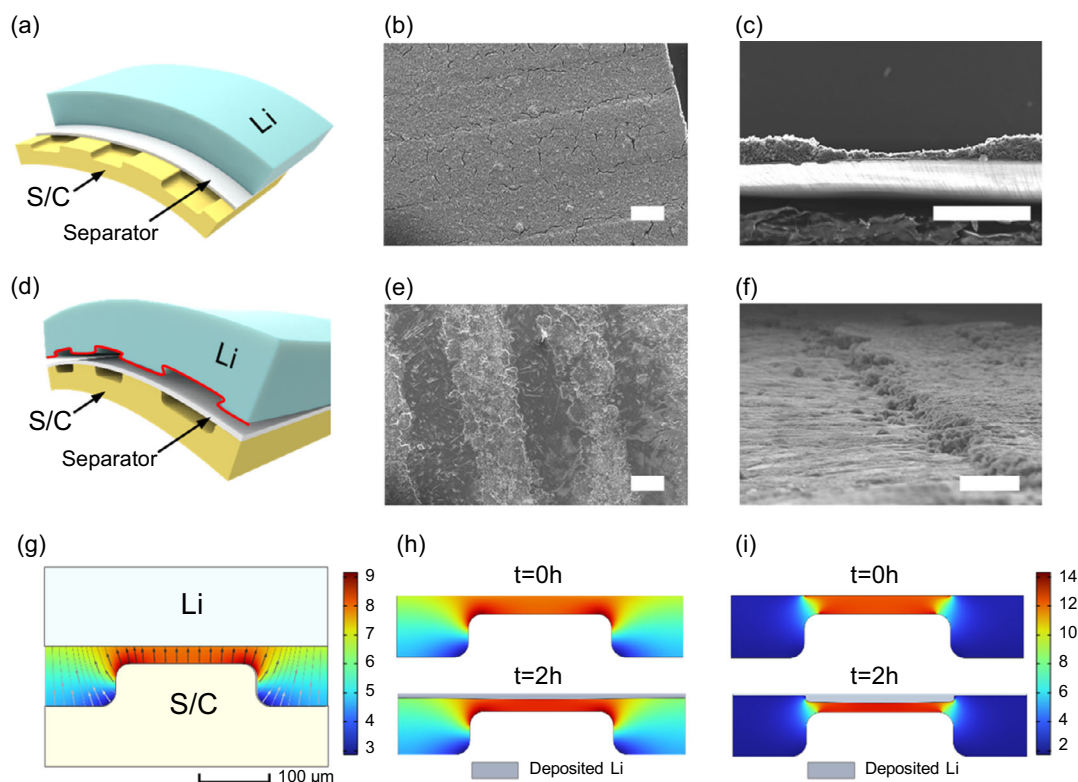 (a)
(b)
(c)
Li
S/C
Separator
(d)
(e)
(f)
Li
S/C
Separator
(g)
(h)
(i)
t=0h
t=0h
9
8
7
6
5
4
3
14
12
10
8
6
4
2
Li
S/C
t=2h
t=2h
100 um
Deposited Li
Deposited Li